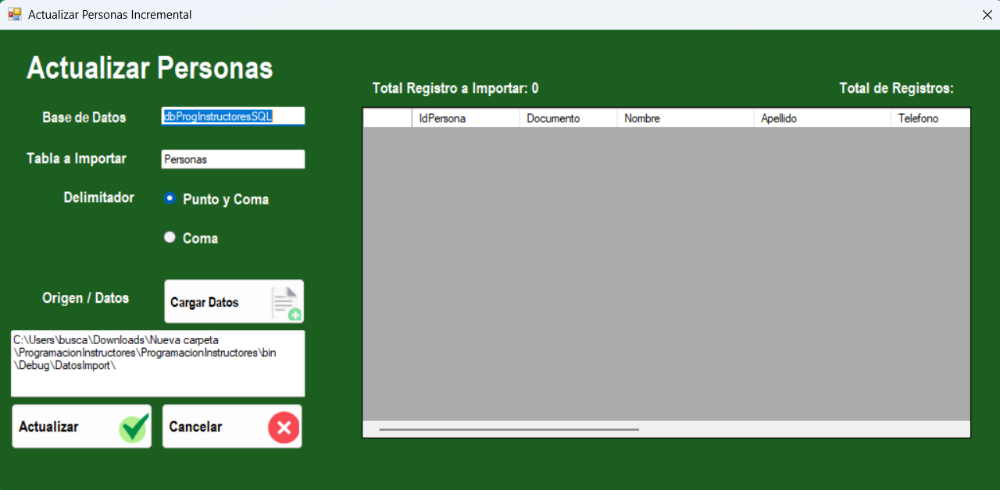 Actualizar Personas Incremental
Actualizar Personas
Base de Datos
dbProgInstructoresSQL
Tabla a Importar
Personas
Delimitador
Punto y Coma
Coma
Origen / Datos
Cargar Datos
C:\Users\busca\Downloads\Nueva carpeta
\ProgramacionInstructores\ProgramacionInstructores\bin
\Debug\DatosImport\
Actualizar
Cancelar
Total Registro a Importar: 0
Total de Registros:
IdPersona Documento Nombre Apellido Telefono